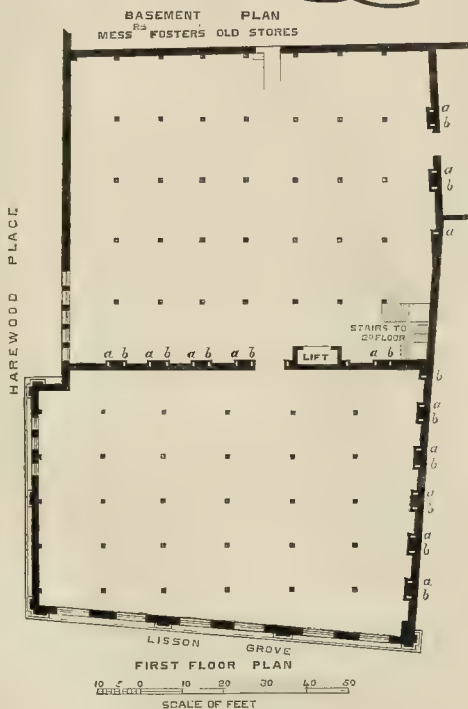 BASEMENT PLAN
MESSRS FOSTERS' OLD STORES
a
b
a
b
a
HAREWOOD PLACE
STAIRS TO
2D FLOOR
LIFT
a b a b a b a b a b
b
a
b
a
b
a
b
a
b
a
b
LISSON GROVE
FIRST FLOOR PLAN
10 5 0 10 20 30 40 50
SCALE OF FEET